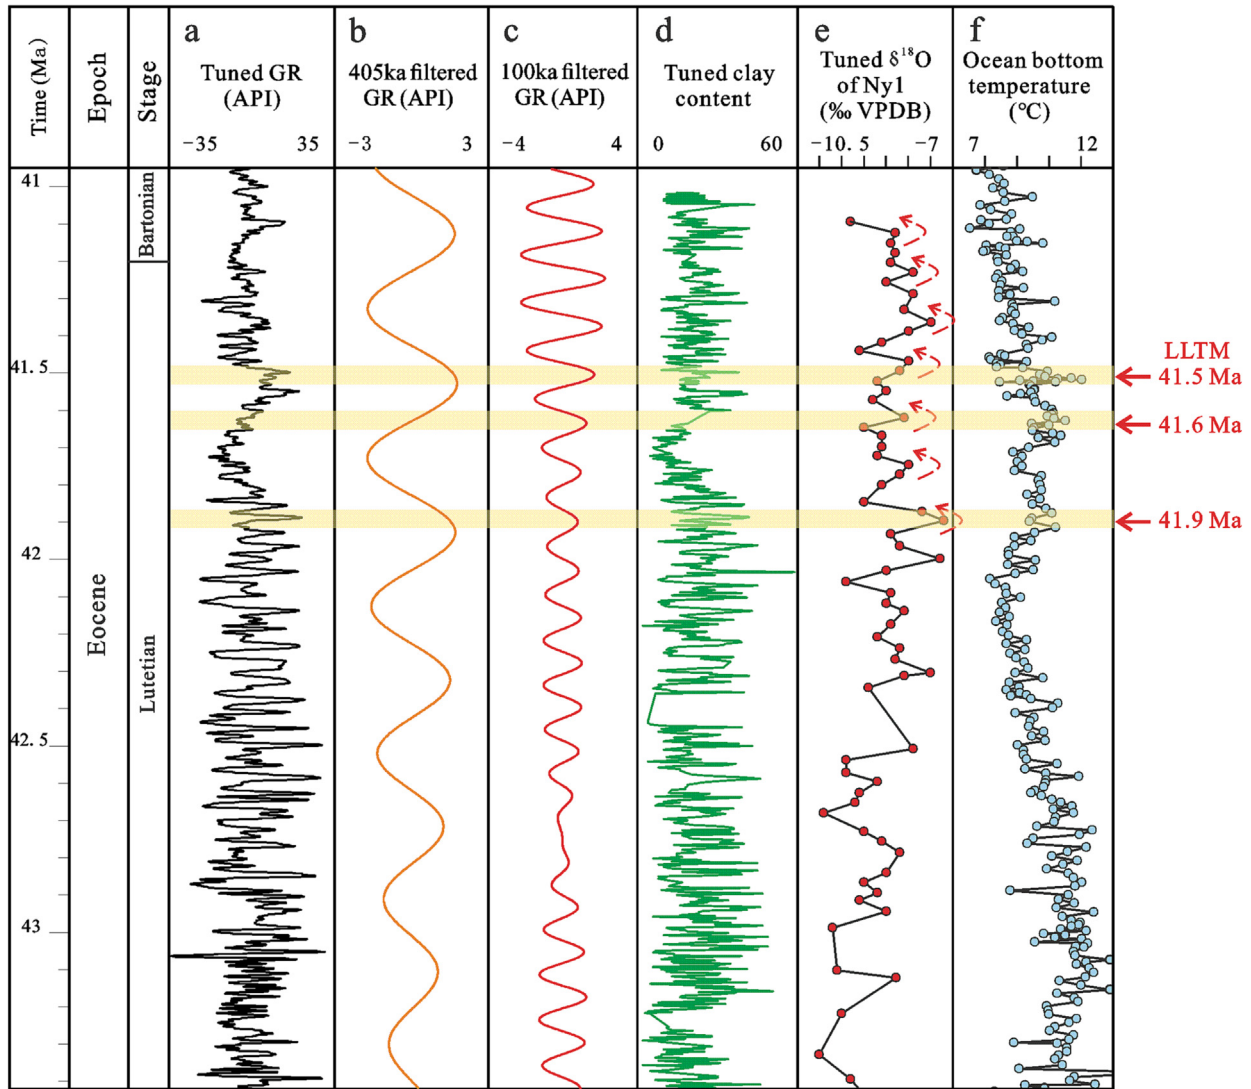 Time (Ma)
Epoch
Stage
a
Tuned GR
(API)
−35 35
b
405ka filtered
GR (API)
−3 3
c
100ka filtered
GR (API)
−4 4
d
Tuned clay
content
0 60
e
Tuned δ¹⁸O
of Ny1
(‰ VPDB)
−10.5 −7
f
Ocean bottom
temperature
(°C)
7 12
41
41.5
42
42.5
43
Eocene
Bartonian
Lutetian
LLTM
41.5 Ma
41.6 Ma
41.9 Ma